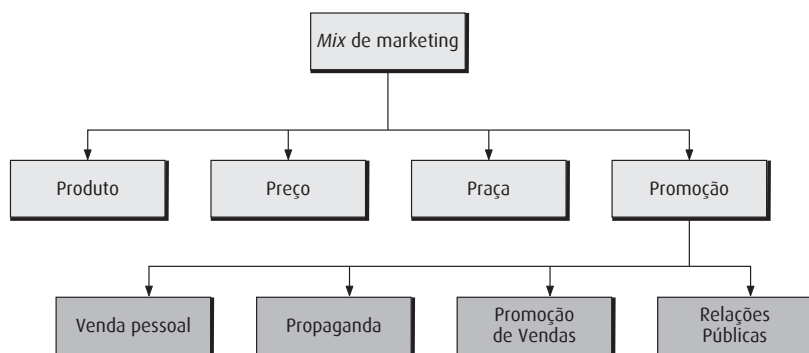 Mix de marketing
Produto
Preço
Praça
Promoção
Venda pessoal
Propaganda
Promoção
de Vendas
Relações
Públicas